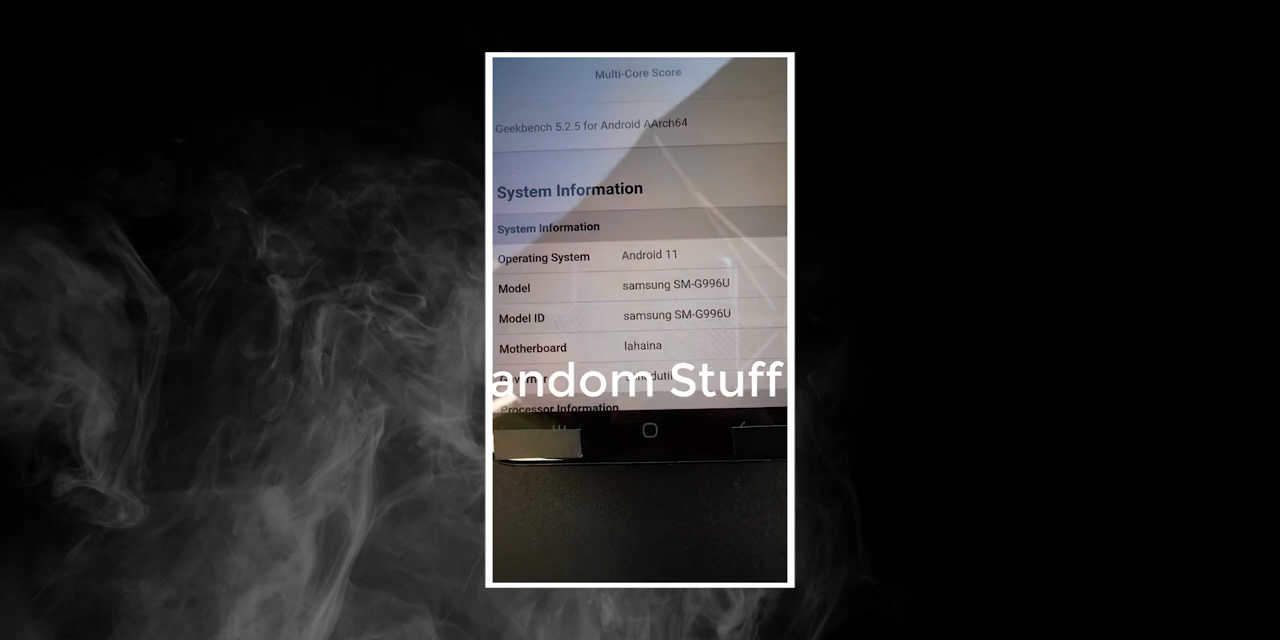 Multi-Core Score
Geekbench 5.2.5 for Android AArch64
System Information
System Information
Operating System Android 11
Model samsung SM-G996U
Model ID samsung SM-G996U
Motherboard lahaina
andom Stuff
Processor Information